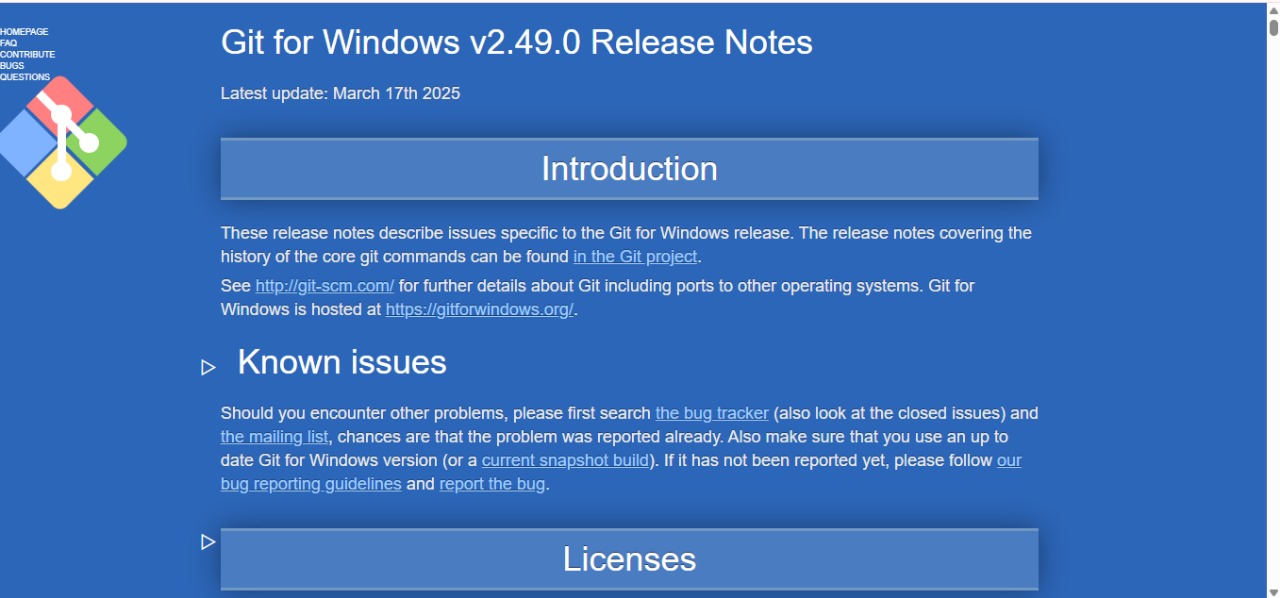 HOMEPAGE
FAQ
CONTRIBUTE
BUGS
QUESTIONS
Git for Windows v2.49.0 Release Notes
Latest update: March 17th 2025
Introduction
These release notes describe issues specific to the Git for Windows release. The release notes covering the
history of the core git commands can be found in the Git project.
See http://git-scm.com/ for further details about Git including ports to other operating systems. Git for
Windows is hosted at https://gitforwindows.org/.
Known issues
Should you encounter other problems, please first search the bug tracker (also look at the closed issues) and
the mailing list, chances are that the problem was reported already. Also make sure that you use an up to
date Git for Windows version (or a current snapshot build). If it has not been reported yet, please follow our
bug reporting guidelines and report the bug.
Licenses